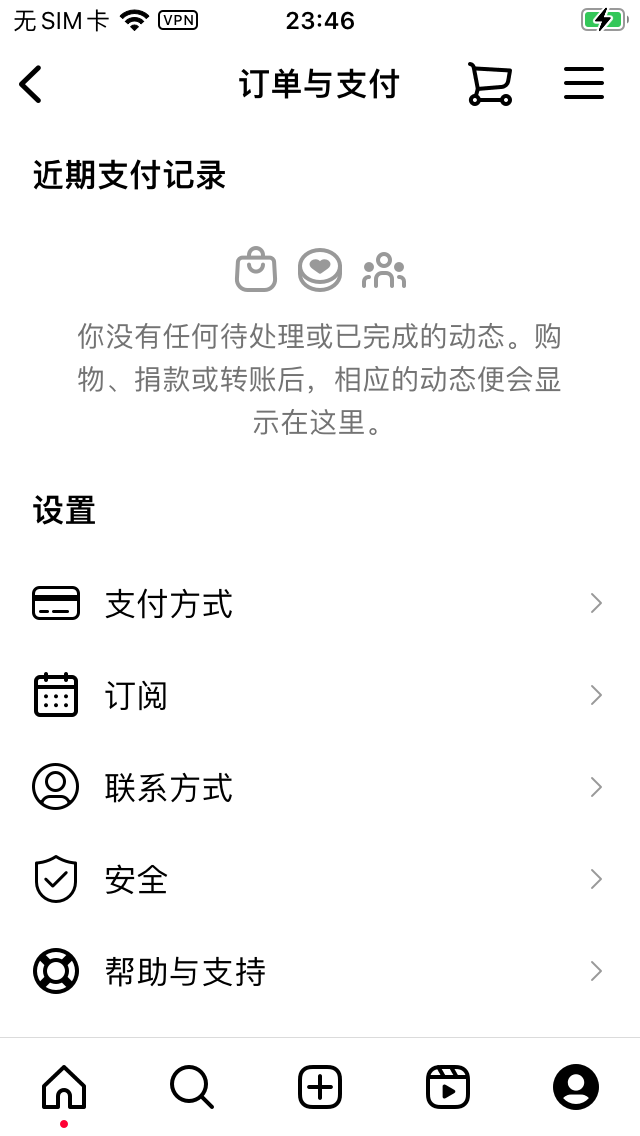 无SIM卡 VPN 23:46
订单与支付
近期支付记录
你没有任何待处理或已完成的动态。购
物、捐款或转账后，相应的动态便会显
示在这里。
设置
支付方式
订阅
联系方式
安全
帮助与支持